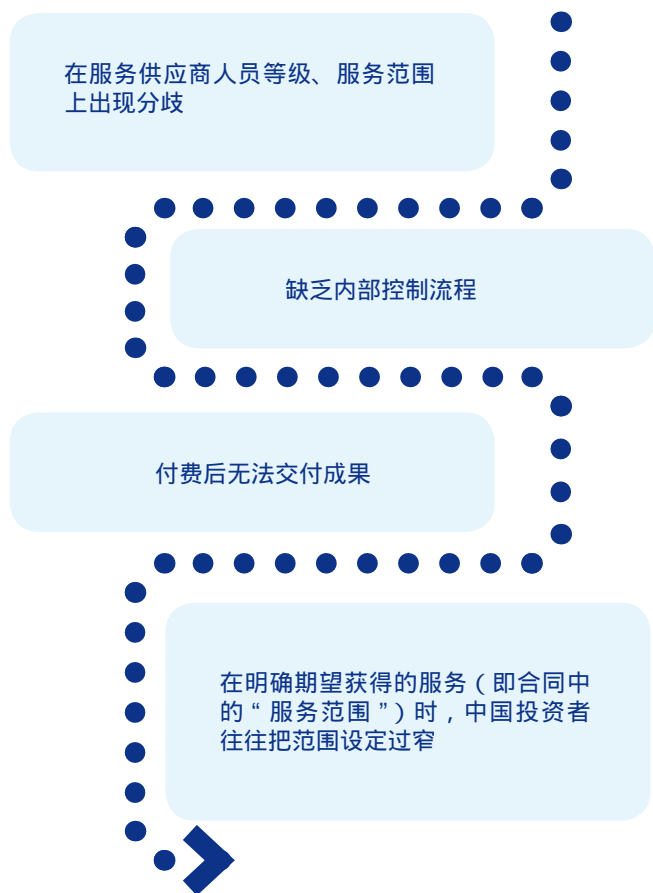 在服务供应商人员等级、服务范围
上出现分歧
缺乏内部控制流程
付费后无法交付成果
在明确期望获得的服务（即合同中
的“服务范围”）时，中国投资者
往往把范围设定过窄